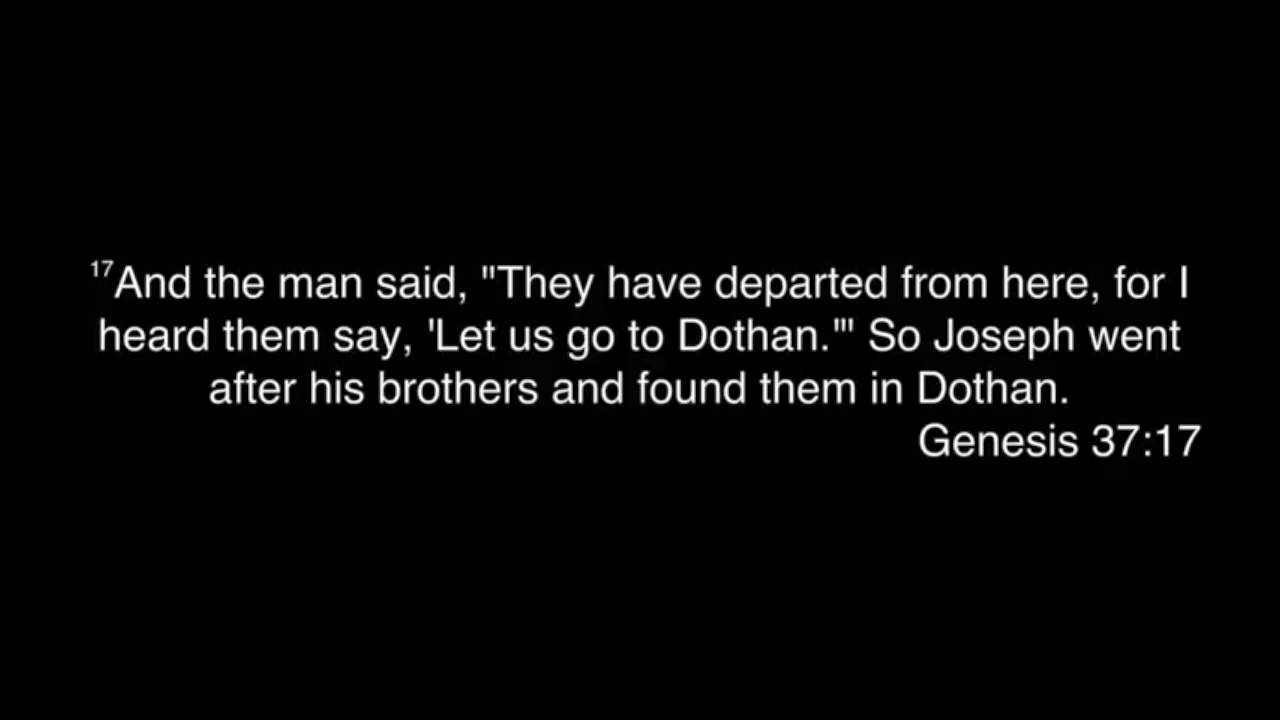 17And the man said, "They have departed from here, for I
heard them say, 'Let us go to Dothan.'" So Joseph went
after his brothers and found them in Dothan.
Genesis 37:17